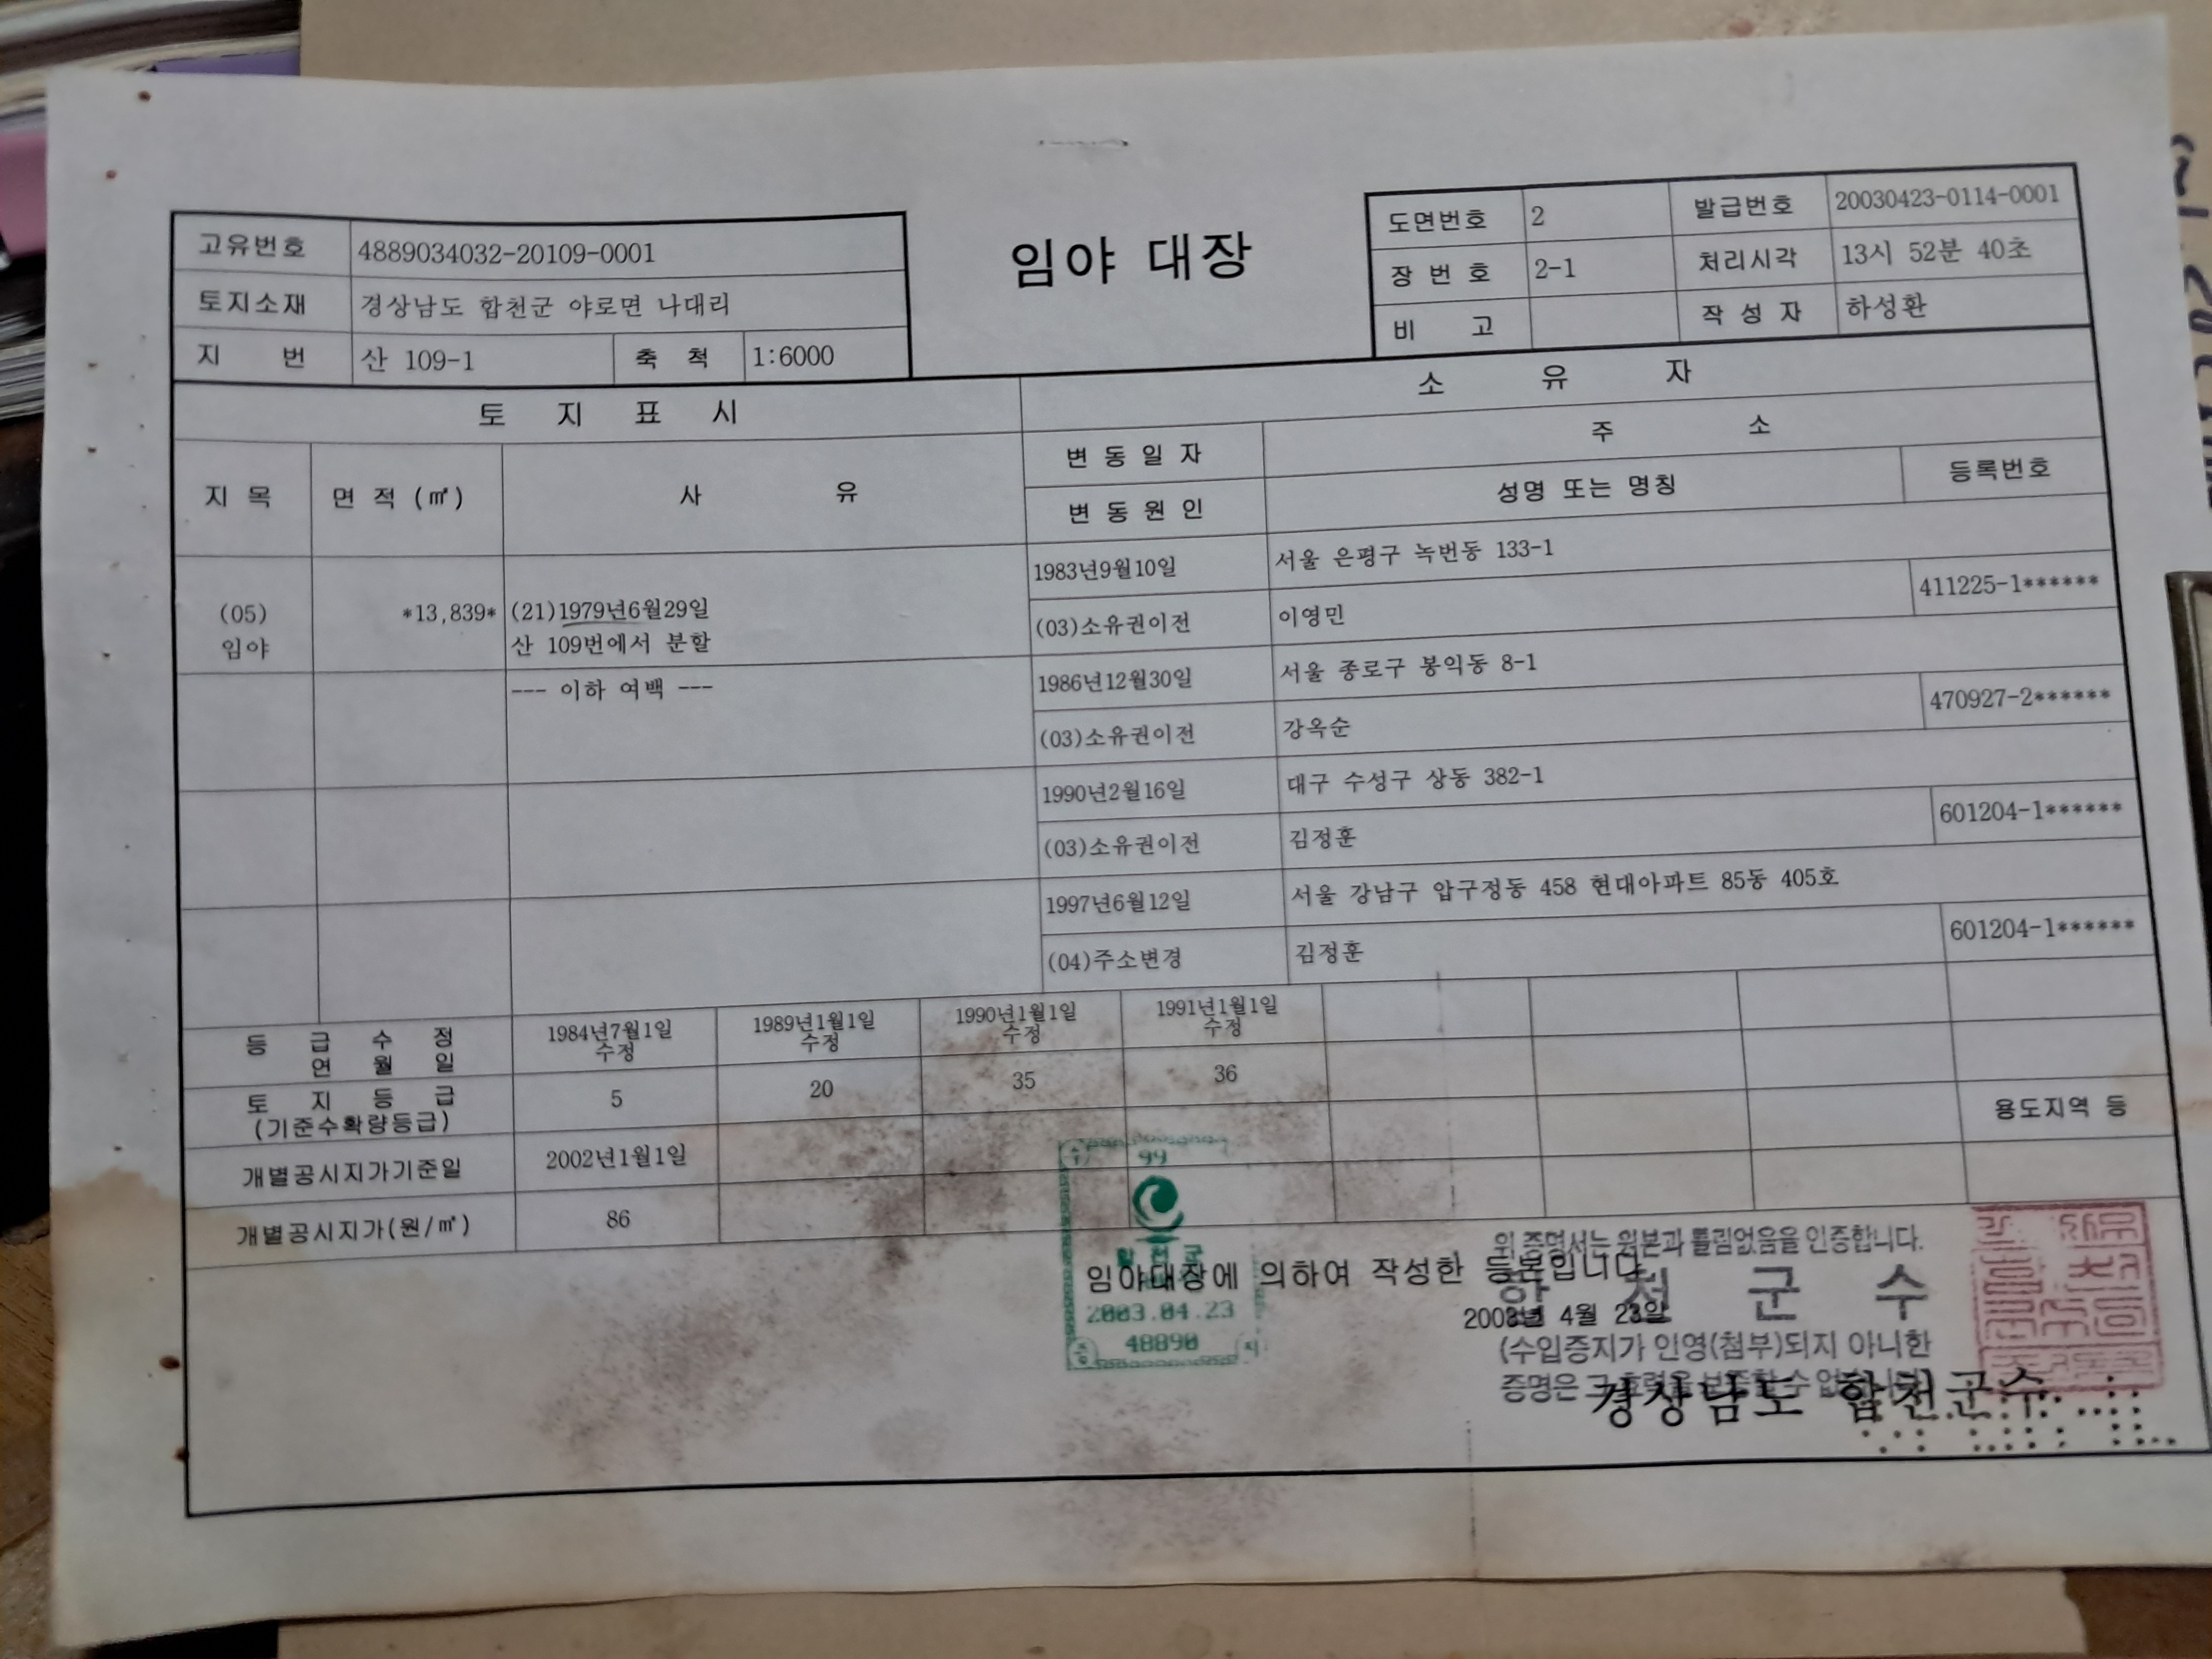 임야 대장
고유번호 4889034032-20109-0001
토지소재 경상남도 합천군 야로면 나대리
지 번 산 109-1 축 척 1:6000
도면번호 2 발급번호 20030423-0114-0001
장 번 호 2-1 처리시각 13시 52분 40초
비 고 작 성 자 하성환
토 지 표 시
소 유 자
지 목 면 적 (㎡) 사 유
변 동 일 자 주 소
변 동 원 인 성명 또는 명칭 등록번호
(05) *13,839* (21)1979년6월29일
임야 산 109번에서 분할
--- 이하 여백 ---
1983년9월10일 서울 은평구 녹번동 133-1
(03)소유권이전 이영민 411225-1******
1986년12월30일 서울 종로구 봉익동 8-1
(03)소유권이전 강옥순 470927-2******
1990년2월16일 대구 수성구 상동 382-1
(03)소유권이전 김정훈 601204-1******
1997년6월12일 서울 강남구 압구정동 458 현대아파트 85동 405호
(04)주소변경 김정훈 601204-1******
등 급 수 정 1984년7월1일 1989년1월1일 1990년1월1일 1991년1월1일
연 월 일 수정 수정 수정 수정
토 지 등 급 5 20 35 36
(기준수확량등급)
개별공시지가기준일 2002년1월1일 용도지역 등
개별공시지가(원/㎡) 86
99
위 증명서는 원본과 틀림없음을 인증합니다.
임야대장에 의하여 작성한 등본입니다.
합 천 군 수
2003.04.23
2003년 4월 23일
48890
(수입증지가 인영(첨부)되지 아니한
증명은 그 효력을 보증할 수 없습니다)
경상남도 합천군수